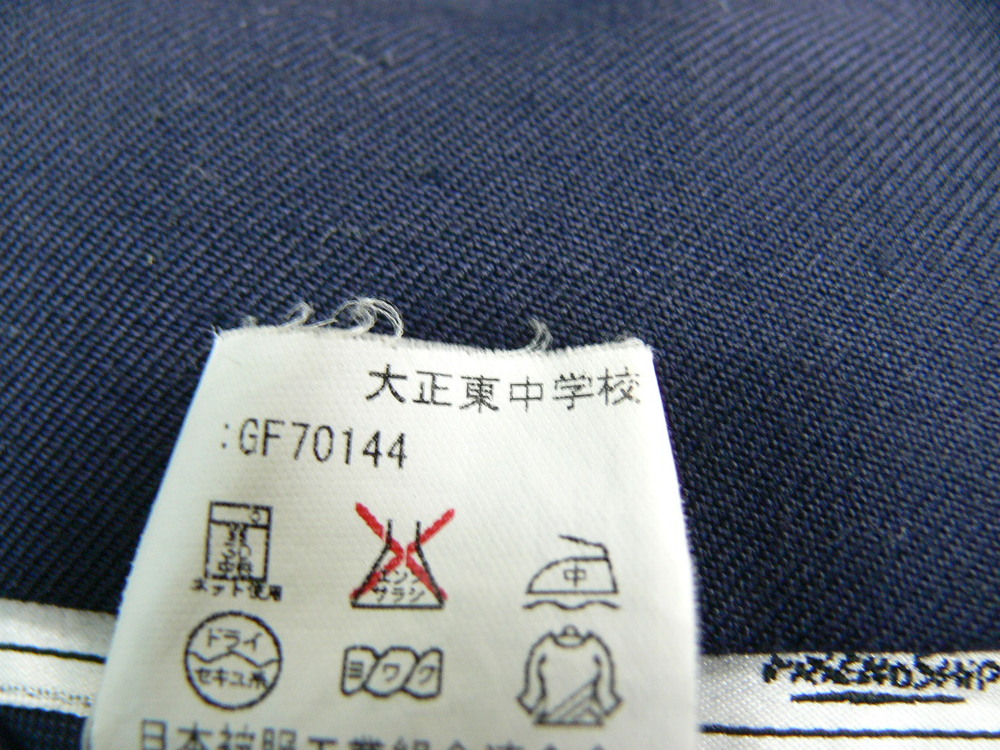 大正東中学校
:GF70144
ネット使用
エンソ
サラシ
中
ドライ
セキユ系
ヨワク